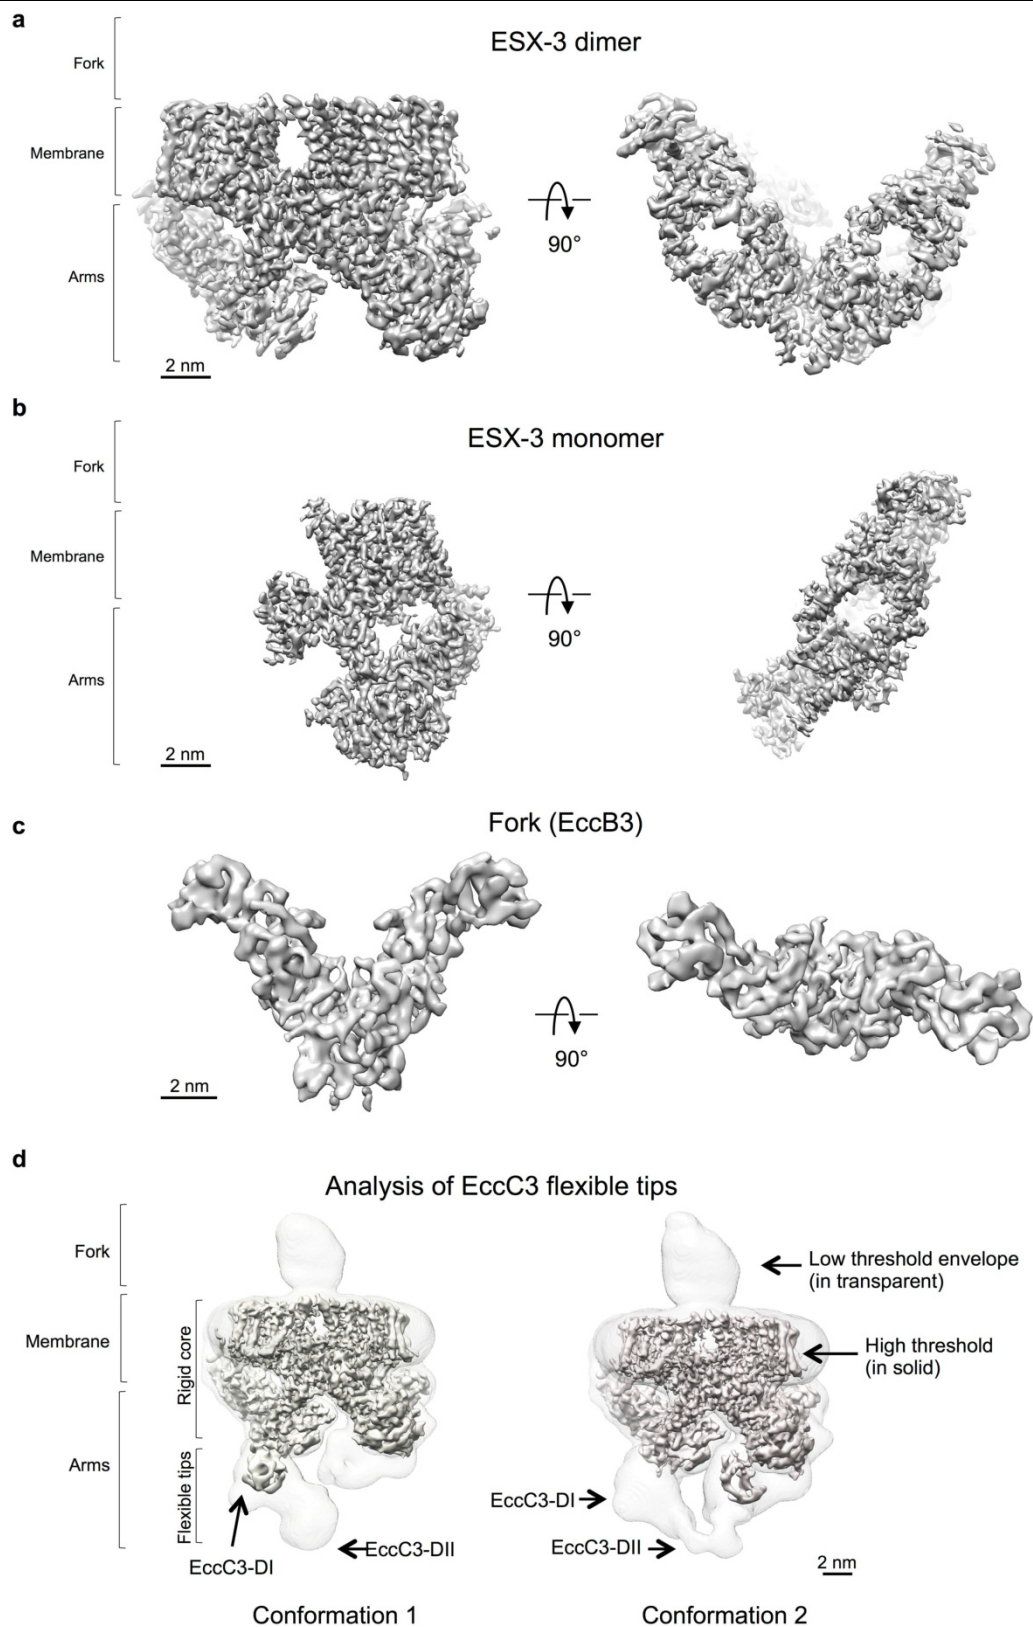 a
ESX-3 dimer
Fork
Membrane
Arms
90°
2 nm
b
ESX-3 monomer
Fork
Membrane
Arms
90°
2 nm
c
Fork (EccB3)
90°
2 nm
d
Analysis of EccC3 flexible tips
Fork
Membrane
Arms
Rigid core
Flexible tips
Low threshold envelope
(in transparent)
High threshold
(in solid)
EccC3-DI
EccC3-DII
EccC3-DI
EccC3-DII
2 nm
Conformation 1
Conformation 2